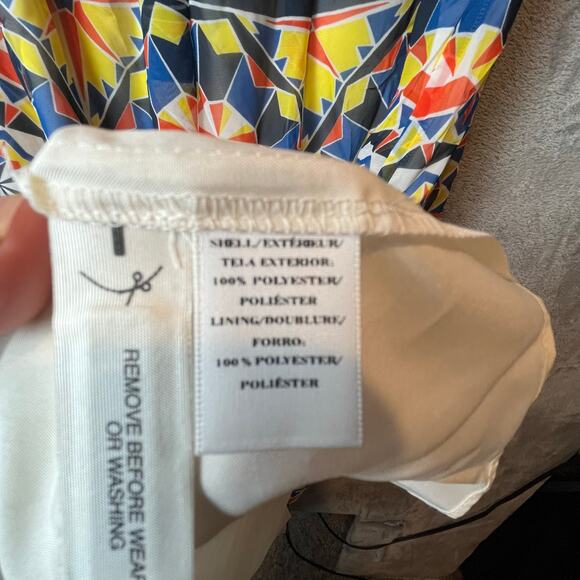 SHELL/EXTÉRIEUR/
TELA EXTERIOR:
100% POLYESTER/
POLIÉSTER
LINING/DOUBLURE/
FORRO:
100% POLYESTER/
POLIÉSTER
REMOVE BEFORE WEAR
OR WASHING